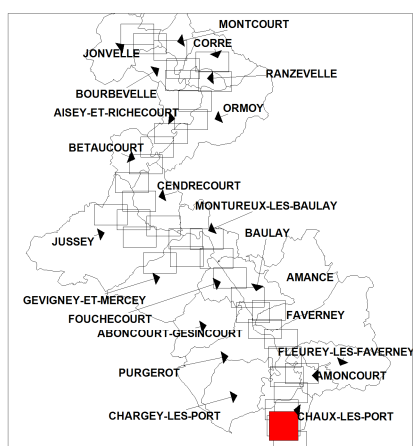 MONTCOURT
CORRE
JONVELLE
RANZEVELLE
BOURBEVELLE
AISEY-ET-RICHECOURT
ORMOY
BETAUCOURT
CENDRECOURT
MONTUREUX-LES-BAULAY
BAULAY
JUSSEY
AMANCE
GEVIGNEY-ET-MERCEY
FAVERNEY
FOUCHECOURT
ABONCOURT-GESINCOURT
FLEUREY-LES-FAVERNEY
PURGEROT
AMONCOURT
CHARGEY-LES-PORT
CHAUX-LES-PORT